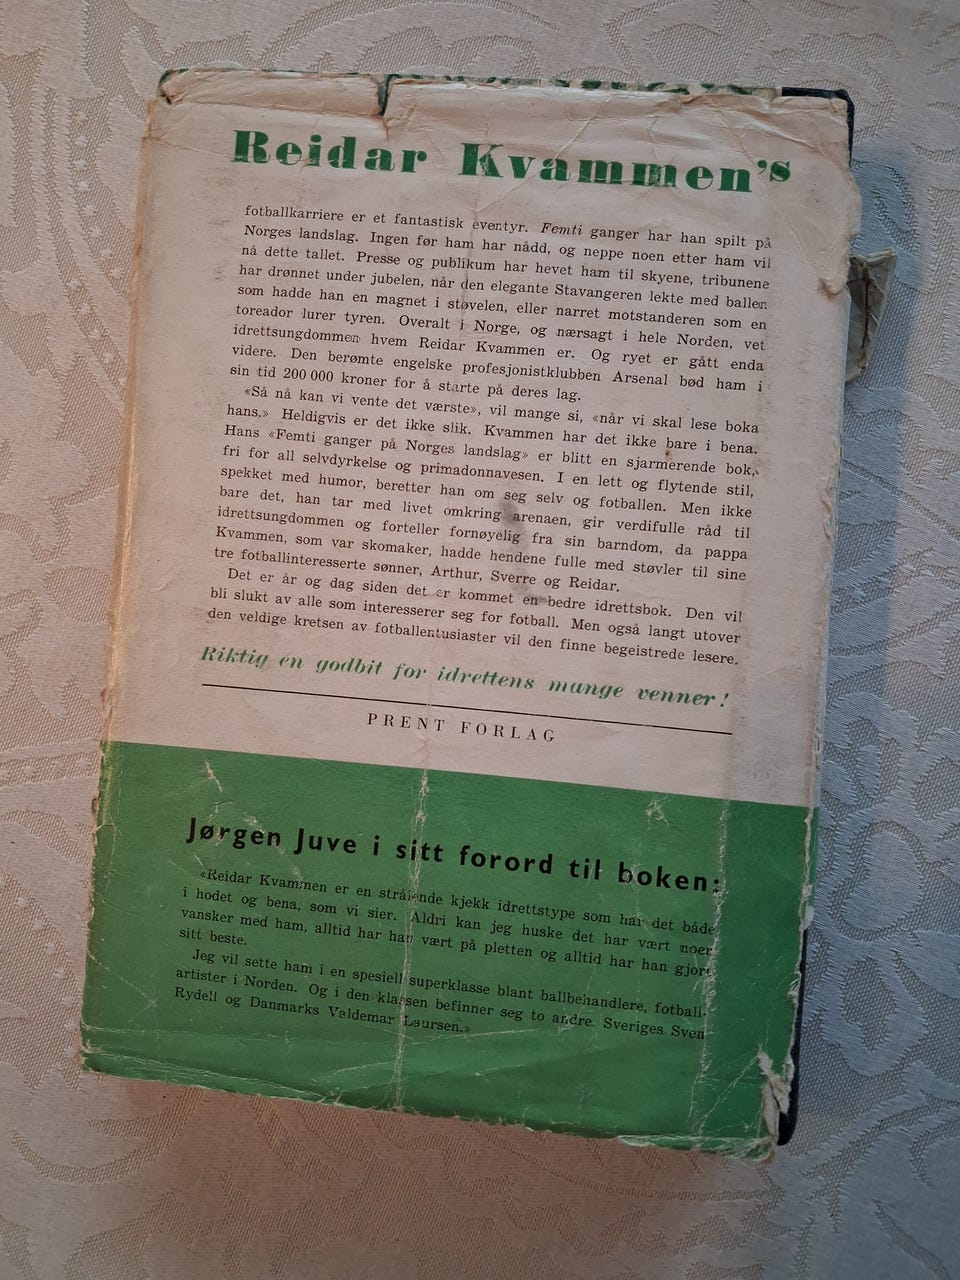 Reidar Kvammen's
fotballkarriere er et fantastisk eventyr. Femti ganger har han spilt på
Norges landslag. Ingen før ham har nådd, og neppe noen etter ham vil
nå dette tallet. Presse og publikum har hevet ham til skyene, tribunene
har drønnet under jubelen, når den elegante Stavangeren lekte med ballen
som hadde han en magnet i støvelen, eller narret motstanderen som en
toreador lurer tyren. Overalt i Norge, og nærsagt i hele Norden, vet
idrettsungdommen hvem Reidar Kvammen er. Og ryet er gått enda
videre. Den berømte engelske profesjonistklubben Arsenal bød ham i
sin tid 200 000 kroner for å starte på deres lag.
«Så nå kan vi vente det værste», vil mange si, «når vi skal lese boka
hans.» Heldigvis er det ikke slik. Kvammen har det ikke bare i bena.
Hans «Femti ganger på Norges landslag» er blitt en sjarmerende bok,
fri for all selvdyrkelse og primadonnavesen. I en lett og flytende stil,
spekket med humor, beretter han om seg selv og fotballen. Men ikke
bare det, han tar med livet omkring arenaen, gir verdifulle råd til
idrettsungdommen og forteller fornøyelig fra sin barndom, da pappa
Kvammen, som var skomaker, hadde hendene fulle med støvler til sine
tre fotballinteresserte sønner, Arthur, Sverre og Reidar.
Det er år og dag siden det er kommet en bedre idrettsbok. Den vil
bli slukt av alle som interesserer seg for fotball. Men også langt utover
den veldige kretsen av fotballentusiaster vil den finne begeistrede lesere.
Riktig en godbit for idrettens mange venner!
PRENT FORLAG
Jørgen Juve i sitt forord til boken:
«Reidar Kvammen er en strålende kjekk idrettstype som har det både
i hodet og bena, som vi sier. Aldri kan jeg huske det har vært noen
vansker med ham, alltid har han vært på pletten og alltid har han gjort
sitt beste.
Jeg vil sette ham i en spesiell superklasse blant ballbehandlere, fotball-
artister i Norden. Og i den klassen befinner seg to andre. Sveriges Sven
Rydell og Danmarks Valdemar Laursen.»